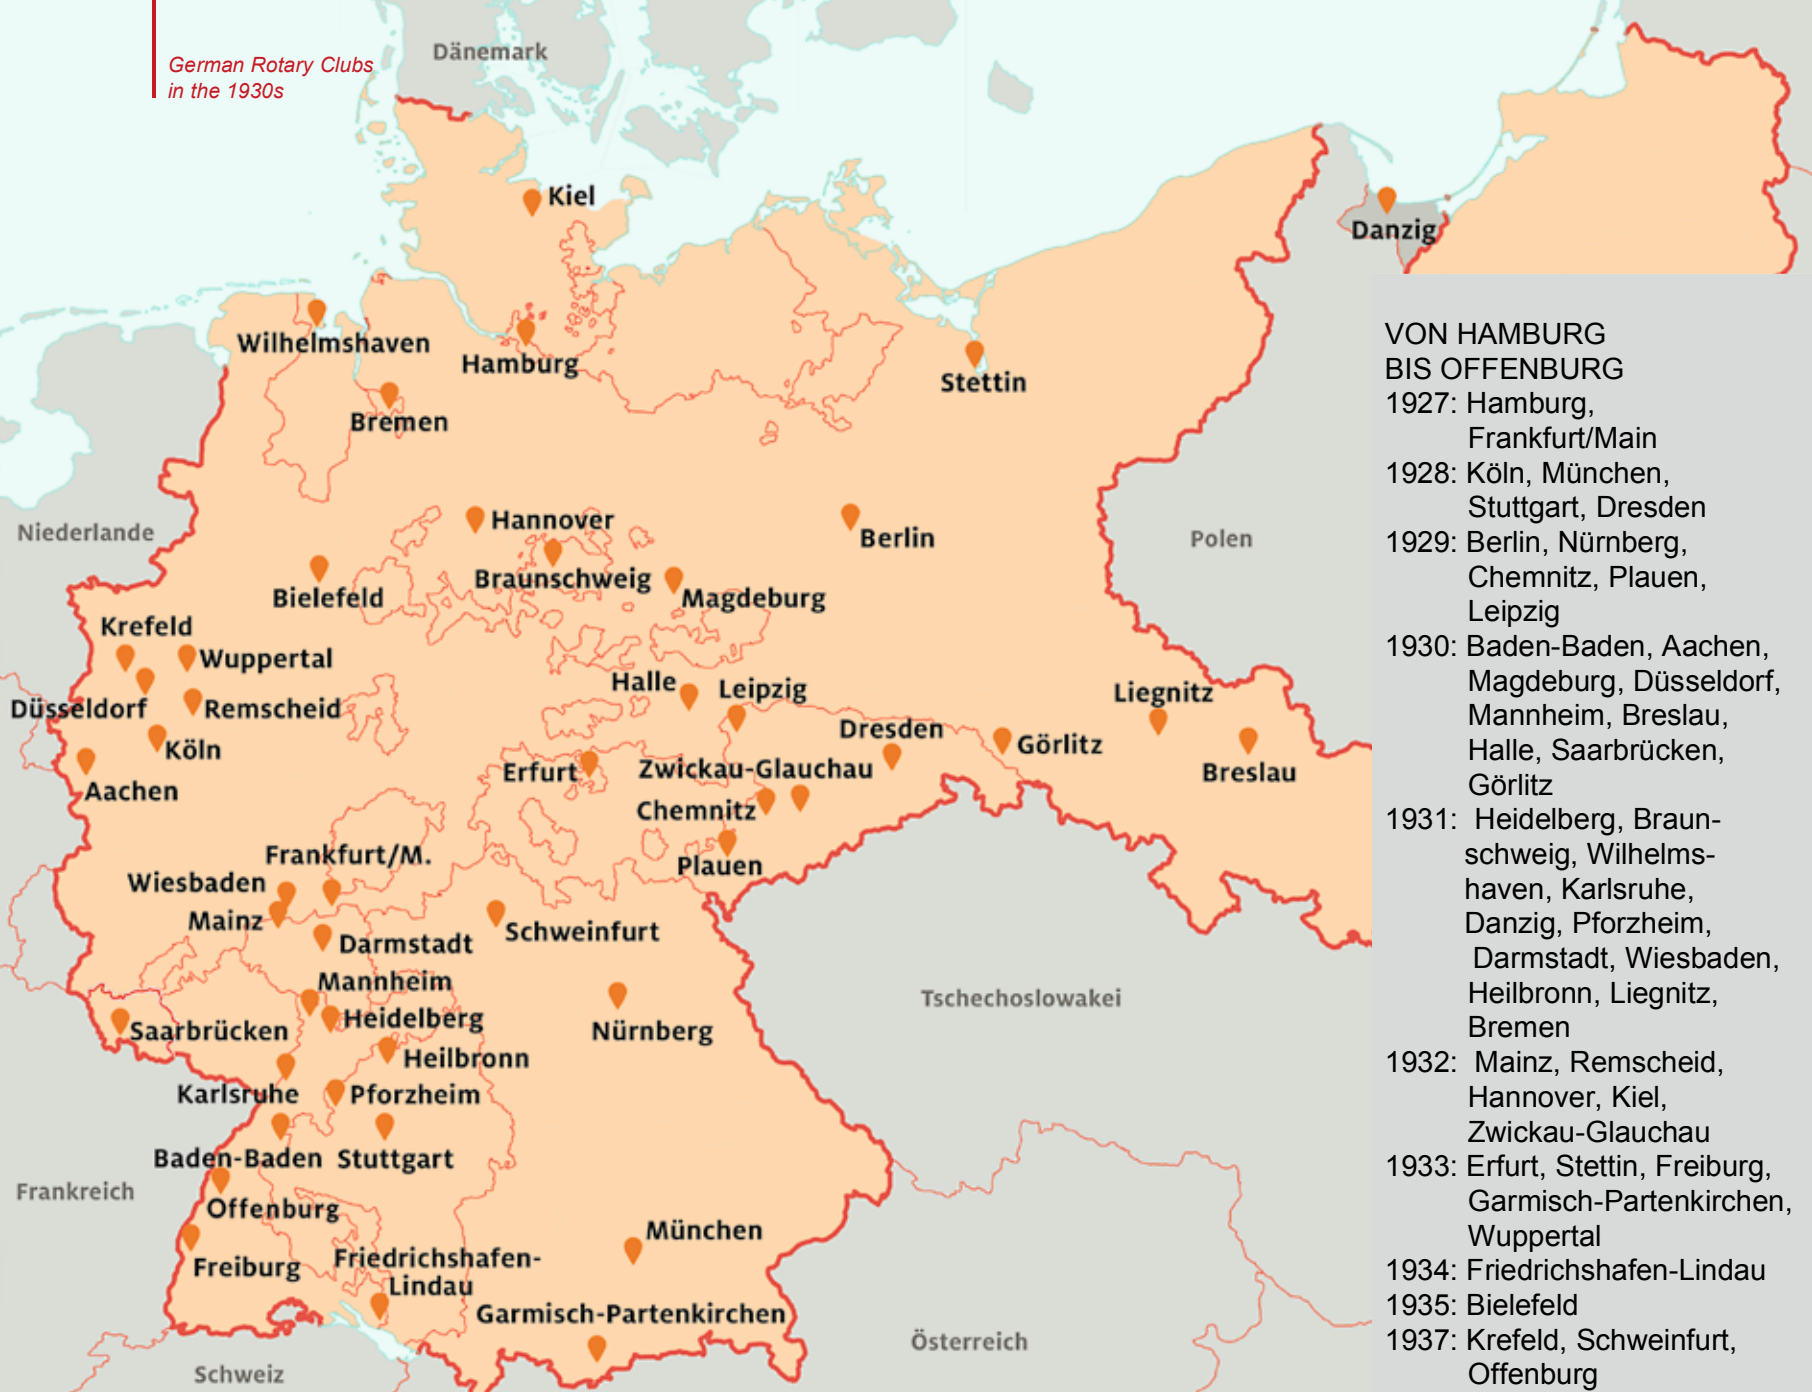 German Rotary Clubs
in the 1930s
Dänemark
Kiel
Danzig
Wilhelmshaven
Hamburg
Stettin
Bremen
Niederlande
Hannover
Berlin
Polen
Braunschweig
Bielefeld
Magdeburg
Krefeld
Wuppertal
Halle
Leipzig
Liegnitz
Düsseldorf
Remscheid
Dresden
Görlitz
Köln
Erfurt
Zwickau-Glauchau
Breslau
Aachen
Chemnitz
Frankfurt/M.
Plauen
Wiesbaden
Mainz
Schweinfurt
Darmstadt
Mannheim
Tschechoslowakei
Heidelberg
Saarbrücken
Nürnberg
Heilbronn
Karlsruhe
Pforzheim
Baden-Baden
Stuttgart
Frankreich
Offenburg
München
Freiburg
Friedrichshafen-
Lindau
Garmisch-Partenkirchen
Österreich
Schweiz
VON HAMBURG
BIS OFFENBURG
1927: Hamburg,
Frankfurt/Main
1928: Köln, München,
Stuttgart, Dresden
1929: Berlin, Nürnberg,
Chemnitz, Plauen,
Leipzig
1930: Baden-Baden, Aachen,
Magdeburg, Düsseldorf,
Mannheim, Breslau,
Halle, Saarbrücken,
Görlitz
1931: Heidelberg, Braun-
schweig, Wilhelms-
haven, Karlsruhe,
Danzig, Pforzheim,
Darmstadt, Wiesbaden,
Heilbronn, Liegnitz,
Bremen
1932: Mainz, Remscheid,
Hannover, Kiel,
Zwickau-Glauchau
1933: Erfurt, Stettin, Freiburg,
Garmisch-Partenkirchen,
Wuppertal
1934: Friedrichshafen-Lindau
1935: Bielefeld
1937: Krefeld, Schweinfurt,
Offenburg